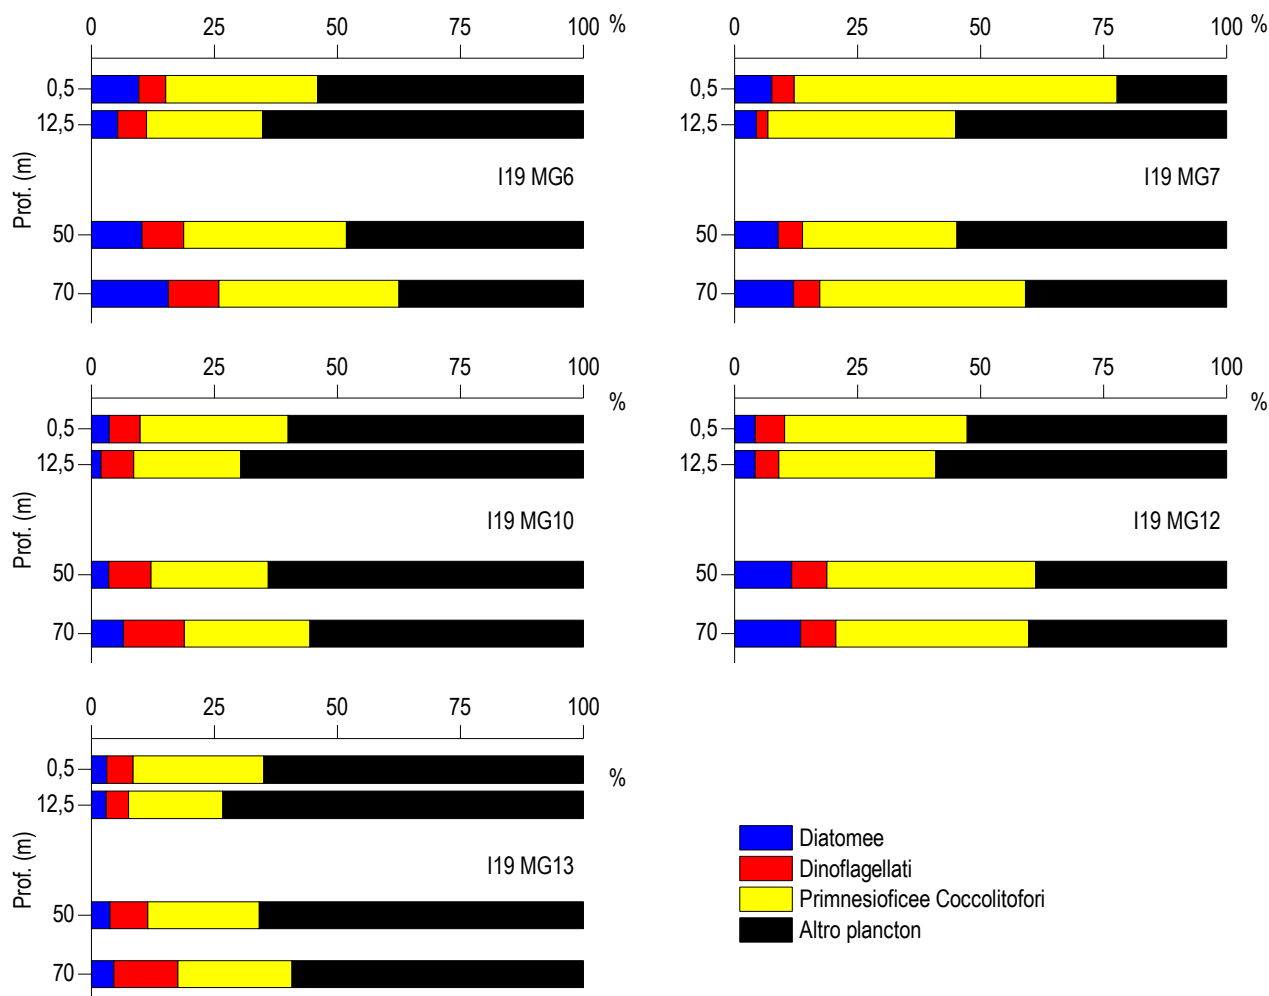 0 25 50 75 100 %
0,5
12,5
50
70
Prof. (m)
I19 MG6
0 25 50 75 100 %
0,5
12,5
50
70
I19 MG7
0 25 50 75 100
%
0,5
12,5
50
70
Prof. (m)
I19 MG10
0 25 50 75 100
%
0,5
12,5
50
70
I19 MG12
0 25 50 75 100
%
0,5
12,5
50
70
Prof. (m)
I19 MG13
Diatomee
Dinoflagellati
Primnesioficee Coccolitofori
Altro plancton